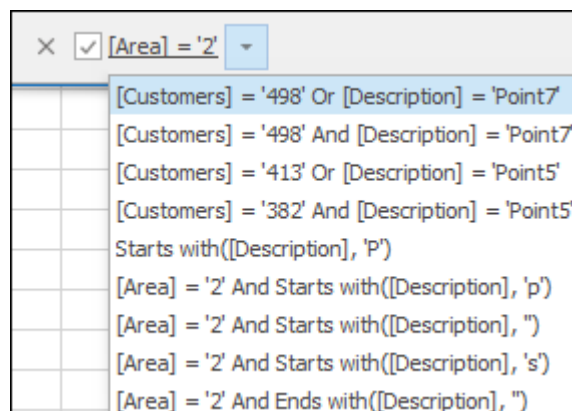 [Area] = '2'
[Customers] = '498' Or [Description] = 'Point7'
[Customers] = '498' And [Description] = 'Point7'
[Customers] = '413' Or [Description] = 'Point5'
[Customers] = '382' And [Description] = 'Point5'
Starts with([Description], 'P')
[Area] = '2' And Starts with([Description], 'p')
[Area] = '2' And Starts with([Description], '')
[Area] = '2' And Starts with([Description], 's')
[Area] = '2' And Ends with([Description], '')